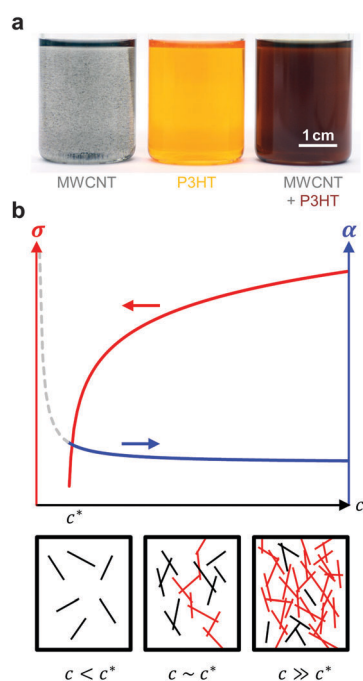 a
1 cm
MWCNT P3HT MWCNT
+ P3HT
b
σ α
c* c
c < c* c ~ c* c ≫ c*